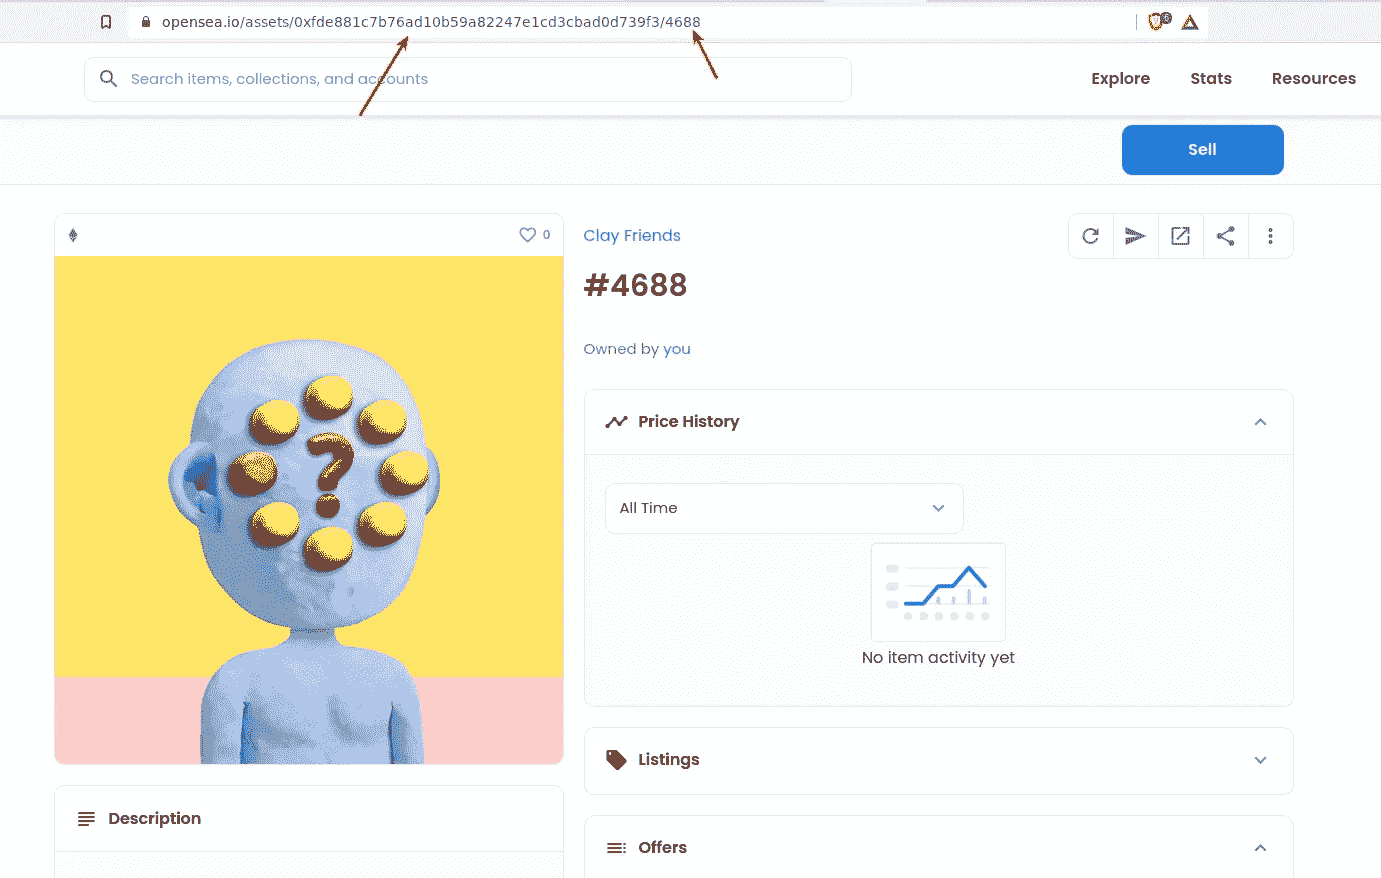 opensea.io/assets/0xfde881c7b76ad10b59a82247e1cd3cbad0d739f3/4688
6
Search items, collections, and accounts
Explore Stats Resources
Sell
0
Clay Friends
#4688
Owned by you
Price History
All Time
?
No item activity yet
Listings
Description
Offers